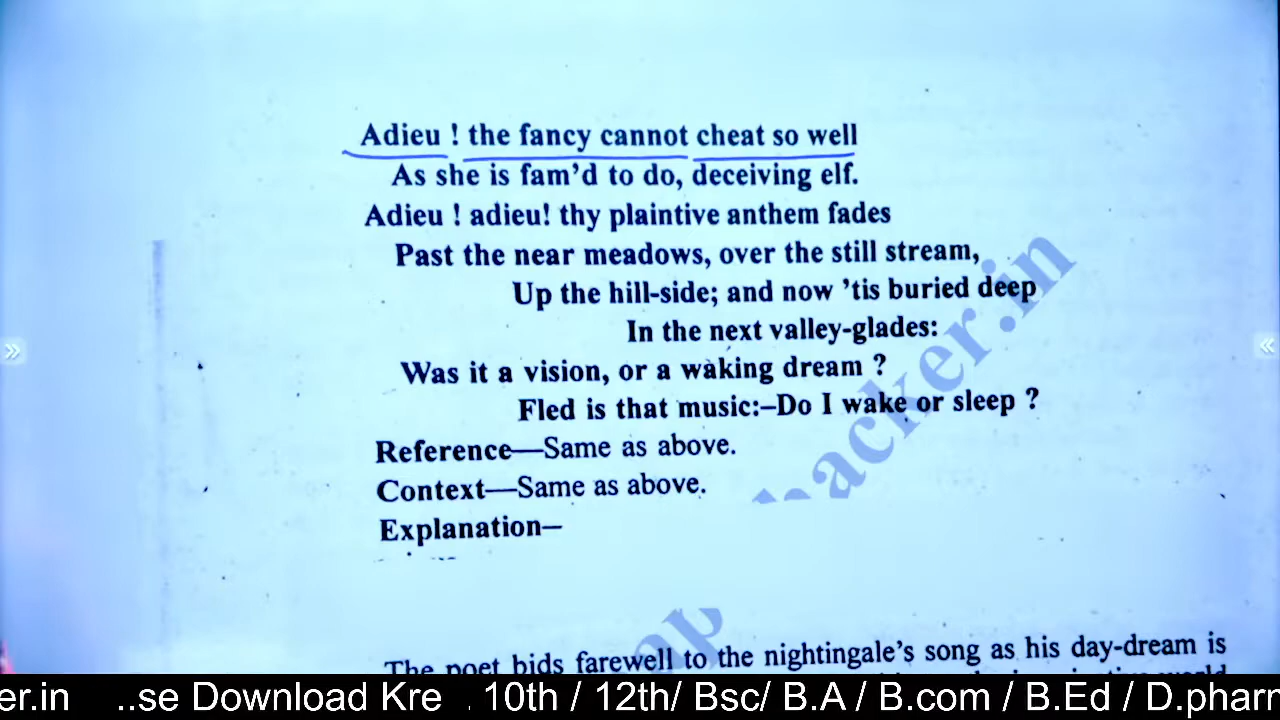 Adieu ! the fancy cannot cheat so well
As she is fam'd to do, deceiving elf.
Adieu ! adieu! thy plaintive anthem fades
Past the near meadows, over the still stream,
Up the hill-side; and now 'tis buried deep
In the next valley-glades:
Was it a vision, or a waking dream ?
Fled is that music:–Do I wake or sleep ?
Reference—Same as above.
Context—Same as above.
Explanation–
The poet bids farewell to the nightingale's song as his day-dream is
er.in ..se Download Kre . 10th / 12th/ Bsc/ B.A / B.com / B.Ed / D.pharm